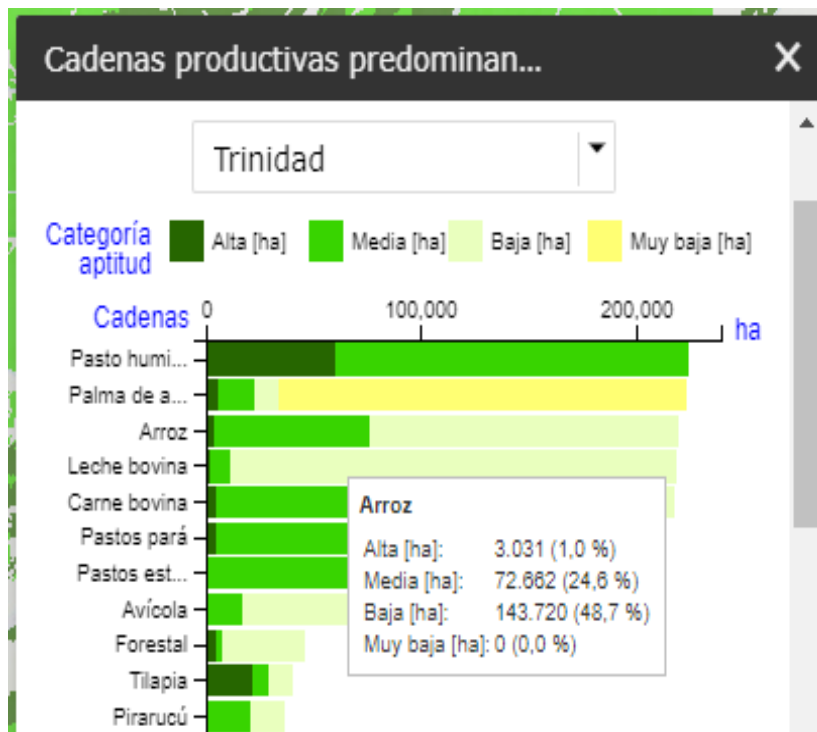 Cadenas productivas predominan...
Trinidad
Categoría aptitud
Alta [ha] Media [ha] Baja [ha] Muy baja [ha]
Cadenas 0 100,000 200,000 ha
Pasto humi...
Palma de a...
Arroz
Leche bovina
Carne bovina
Pastos pará
Pastos est...
Avícola
Forestal
Tilapia
Pirarucú
Arroz
Alta [ha]: 3.031 (1,0 %)
Media [ha]: 72.662 (24,6 %)
Baja [ha]: 143.720 (48,7 %)
Muy baja [ha]: 0 (0,0 %)